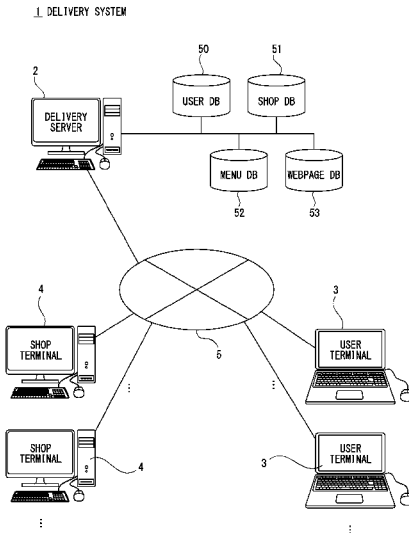 1 DELIVERY SYSTEM
50
51
2
USER DB
SHOP DB
DELIVERY
SERVER
MENU DB
WEBPAGE DB
52
53
4
3
SHOP
TERMINAL
5
USER
TERMINAL
SHOP
TERMINAL
4
3
USER
TERMINAL